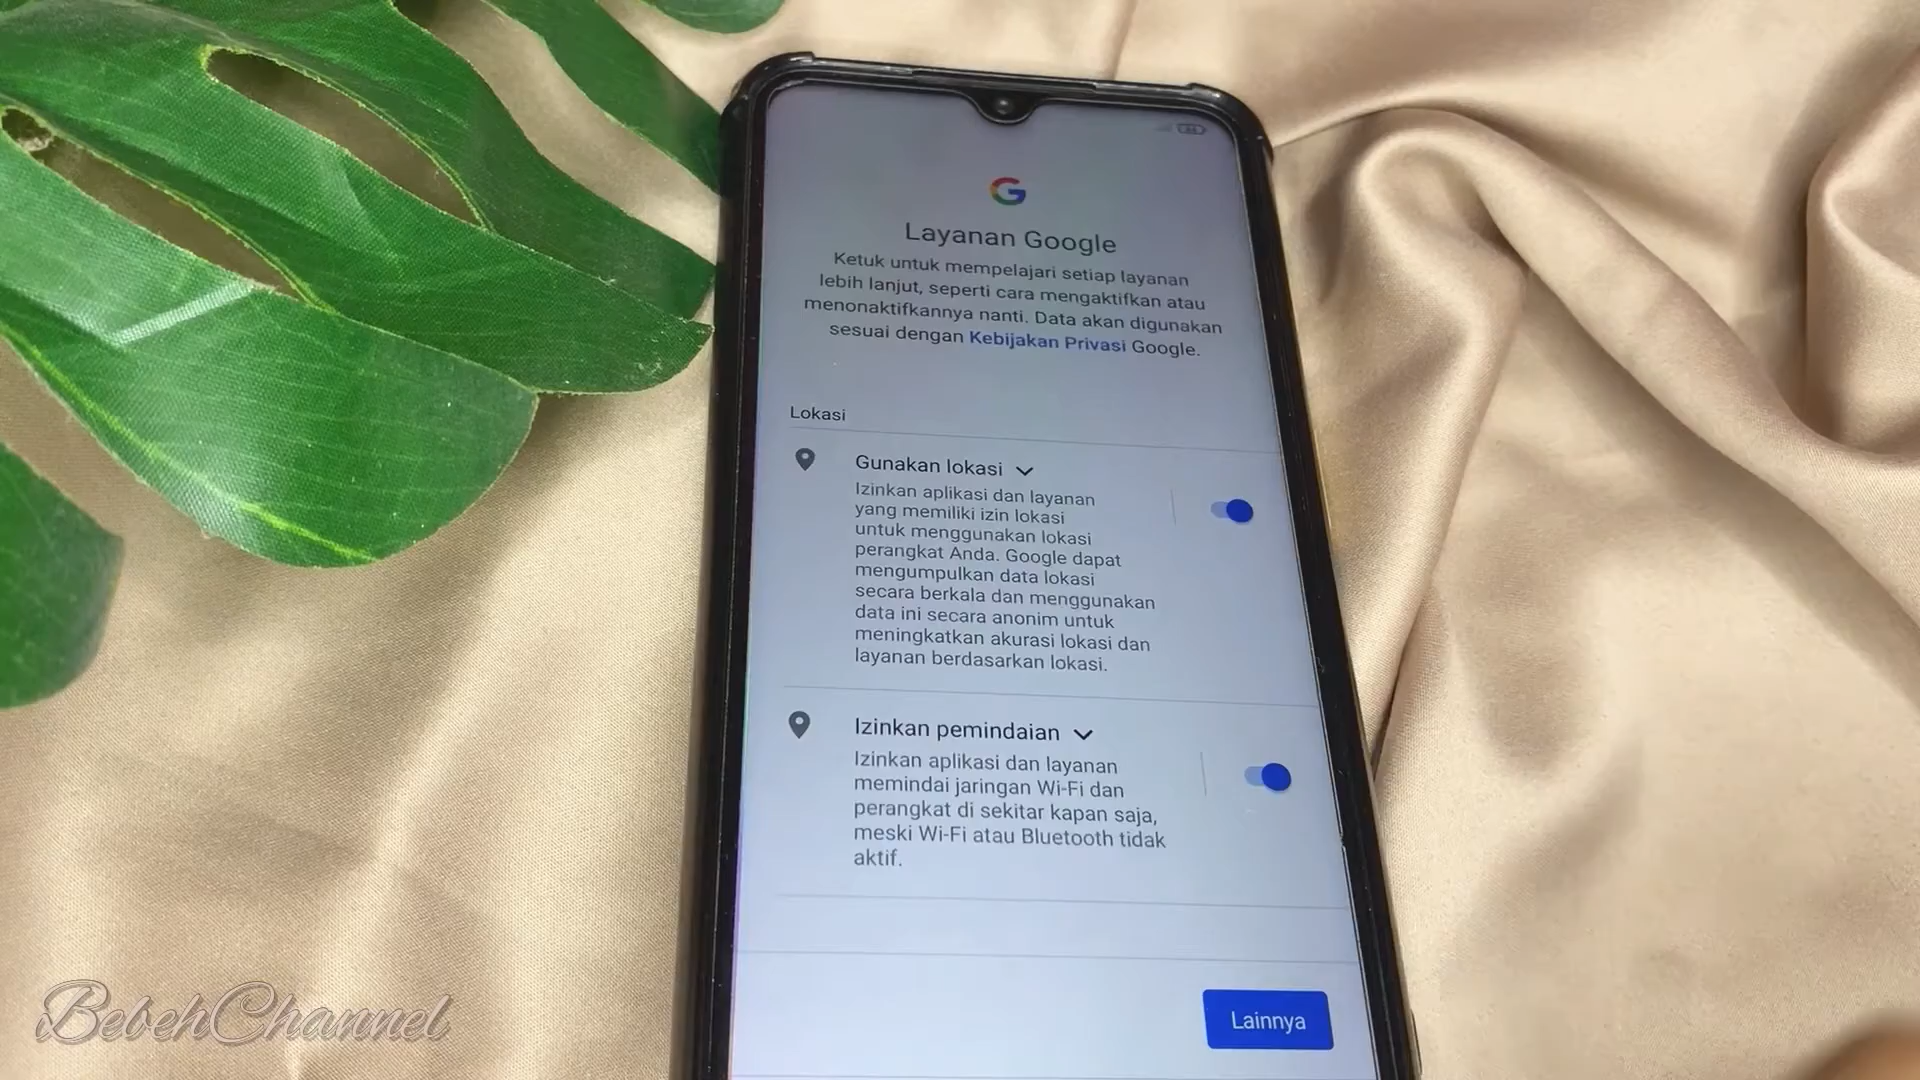 Layanan Google
Ketuk untuk mempelajari setiap layanan
lebih lanjut, seperti cara mengaktifkan atau
menonaktifkannya nanti. Data akan digunakan
sesuai dengan Kebijakan Privasi Google.
Lokasi
Gunakan lokasi
Izinkan aplikasi dan layanan
yang memiliki izin lokasi
untuk menggunakan lokasi
perangkat Anda. Google dapat
mengumpulkan data lokasi
secara berkala dan menggunakan
data ini secara anonim untuk
meningkatkan akurasi lokasi dan
layanan berdasarkan lokasi.
Izinkan pemindaian
Izinkan aplikasi dan layanan
memindai jaringan Wi-Fi dan
perangkat di sekitar kapan saja,
meski Wi-Fi atau Bluetooth tidak
aktif.
Lainnya
iBebehChannel